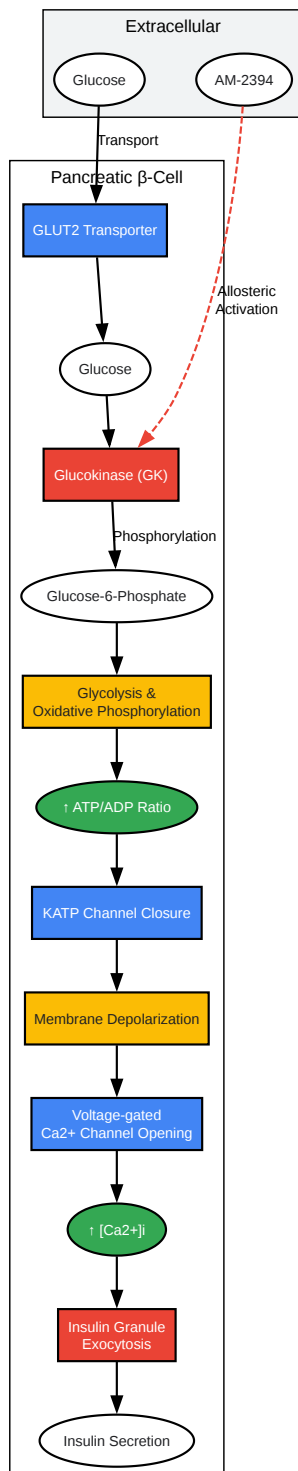 Extracellular
Glucose
AM-2394
Transport
Pancreatic β-Cell
GLUT2 Transporter
Allosteric
Activation
Glucose
Glucokinase (GK)
Phosphorylation
Glucose-6-Phosphate
Glycolysis &
Oxidative Phosphorylation
↑ ATP/ADP Ratio
KATP Channel Closure
Membrane Depolarization
Voltage-gated
Ca2+ Channel Opening
↑ [Ca2+]i
Insulin Granule
Exocytosis
Insulin Secretion